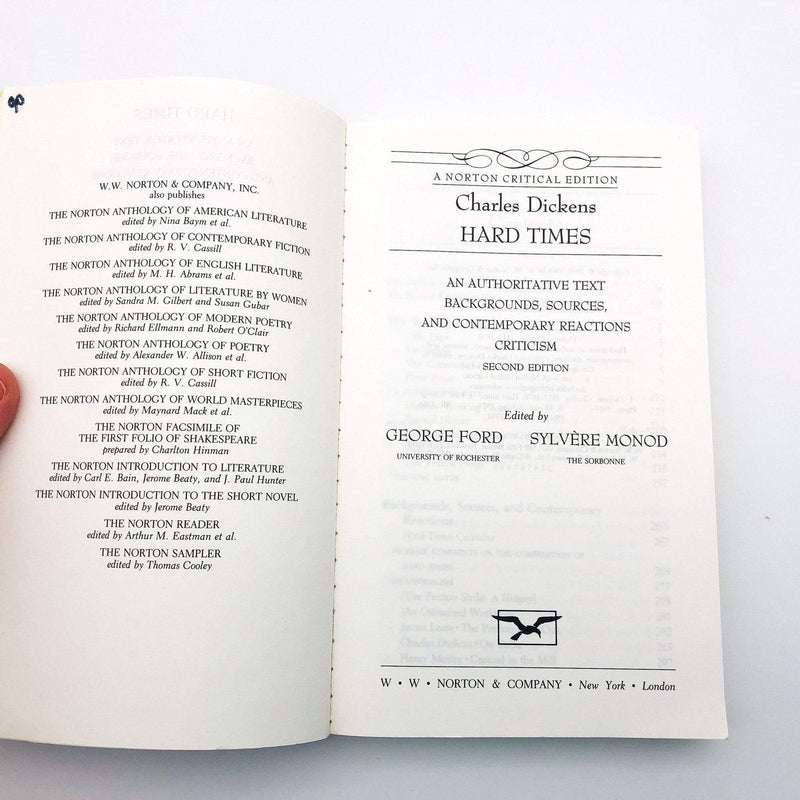 W.W. NORTON & COMPANY, INC.
also publishes
THE NORTON ANTHOLOGY OF AMERICAN LITERATURE
edited by Nina Baym et al.
THE NORTON ANTHOLOGY OF CONTEMPORARY FICTION
edited by R. V. Cassill
THE NORTON ANTHOLOGY OF ENGLISH LITERATURE
edited by M. H. Abrams et al.
THE NORTON ANTHOLOGY OF LITERATURE BY WOMEN
edited by Sandra M. Gilbert and Susan Gubar
THE NORTON ANTHOLOGY OF MODERN POETRY
edited by Richard Ellmann and Robert O'Clair
THE NORTON ANTHOLOGY OF POETRY
edited by Alexander W. Allison et al.
THE NORTON ANTHOLOGY OF SHORT FICTION
edited by R. V. Cassill
THE NORTON ANTHOLOGY OF WORLD MASTERPIECES
edited by Maynard Mack et al.
THE NORTON FACSIMILE OF
THE FIRST FOLIO OF SHAKESPEARE
prepared by Charlton Hinman
THE NORTON INTRODUCTION TO LITERATURE
edited by Carl E. Bain, Jerome Beaty, and J. Paul Hunter
THE NORTON INTRODUCTION TO THE SHORT NOVEL
edited by Jerome Beaty
THE NORTON READER
edited by Arthur M. Eastman et al.
THE NORTON SAMPLER
edited by Thomas Cooley
A NORTON CRITICAL EDITION
Charles Dickens
HARD TIMES
AN AUTHORITATIVE TEXT
BACKGROUNDS, SOURCES,
AND CONTEMPORARY REACTIONS
CRITICISM
SECOND EDITION
Edited by
GEORGE FORD SYLVÈRE MONOD
UNIVERSITY OF ROCHESTER THE SORBONNE
W • W • NORTON & COMPANY • New York • London